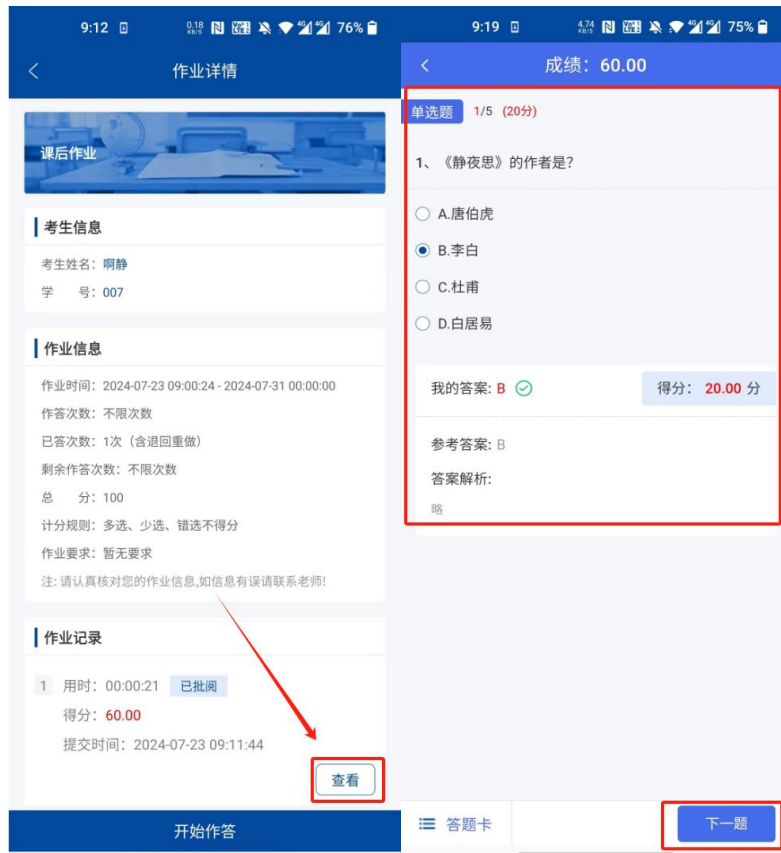 9:12
0.18 KB/S
76%
作业详情
课后作业
考生信息
考生姓名：啊静
学 号：007
作业信息
作业时间：2024-07-23 09:00:24 - 2024-07-31 00:00:00
作答次数：不限次数
已答次数：1次（含退回重做）
剩余作答次数：不限次数
总 分：100
计分规则：多选、少选、错选不得分
作业要求：暂无要求
注: 请认真核对您的作业信息,如信息有误请联系老师!
作业记录
1 用时：00:00:21 已批阅
得分：60.00
提交时间：2024-07-23 09:11:44
查看
开始作答
9:19
4.74 KB/S
75%
成绩：60.00
单选题 1/5 (20分)
1、《静夜思》的作者是?
A.唐伯虎
B.李白
C.杜甫
D.白居易
我的答案: B 得分： 20.00 分
参考答案: B
答案解析:
略
答题卡
下一题